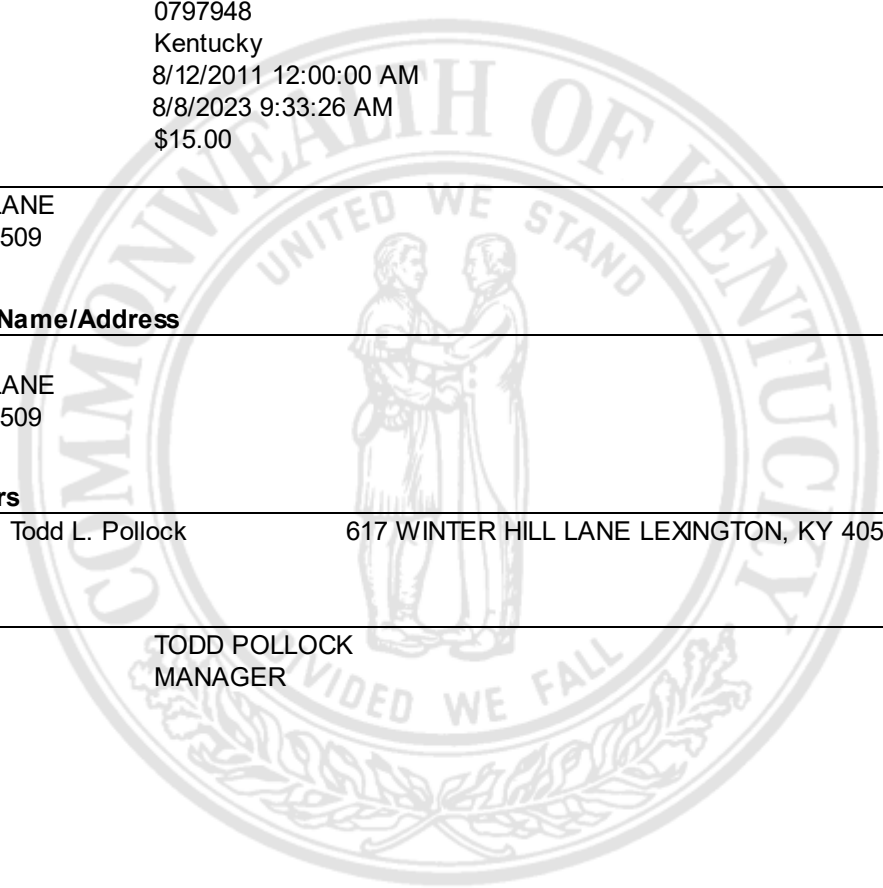 0797948
Kentucky
8/12/2011 12:00:00 AM
8/8/2023 9:33:26 AM
$15.00
LANE
509
Name/Address
LANE
509
rs
Todd L. Pollock 617 WINTER HILL LANE LEXINGTON, KY 405
TODD POLLOCK
MANAGER
COMMONWEALTH OF KENTUCKY
UNITED WE STAND
DIVIDED WE FALL